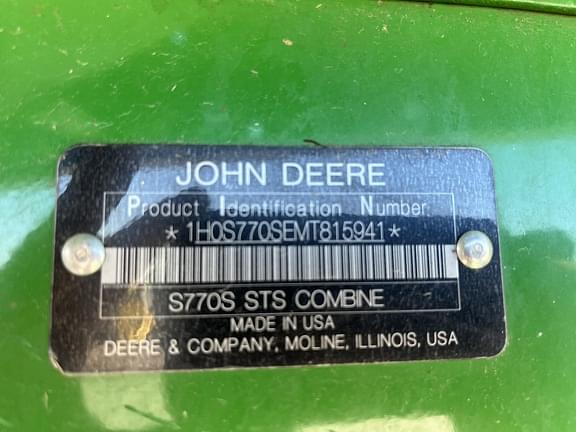 JOHN DEERE
Product Identification Number
*1H0S770SEMT815941*
S770S STS COMBINE
MADE IN USA
DEERE & COMPANY, MOLINE, ILLINOIS, USA